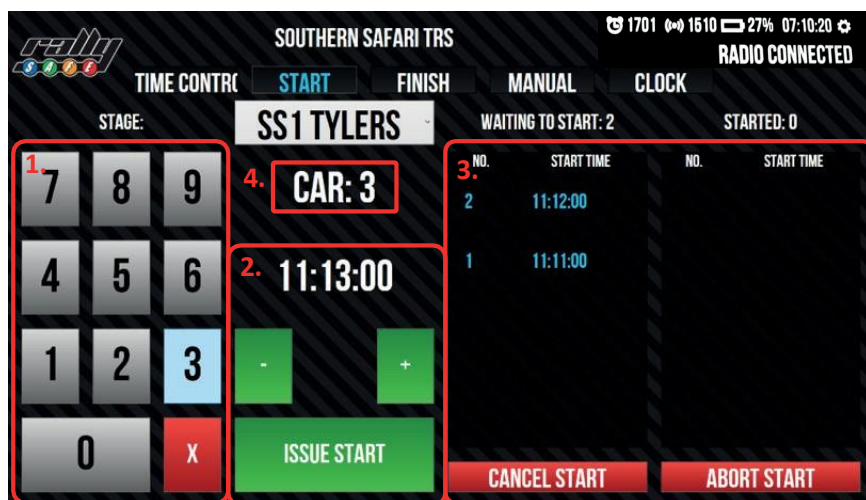 rally
SAFE
SOUTHERN SAFARI TRS
1701 1510 27% 07:10:20
RADIO CONNECTED
TIME CONTR( START FINISH MANUAL CLOCK
STAGE: SS1 TYLERS WAITING TO START: 2 STARTED: 0
1. 7 8 9
4. CAR: 3
3. NO. START TIME NO. START TIME
2 11:12:00
4 5 6
2. 11:13:00
1 11:11:00
1 2 3
- +
0 X
ISSUE START
CANCEL START ABORT START